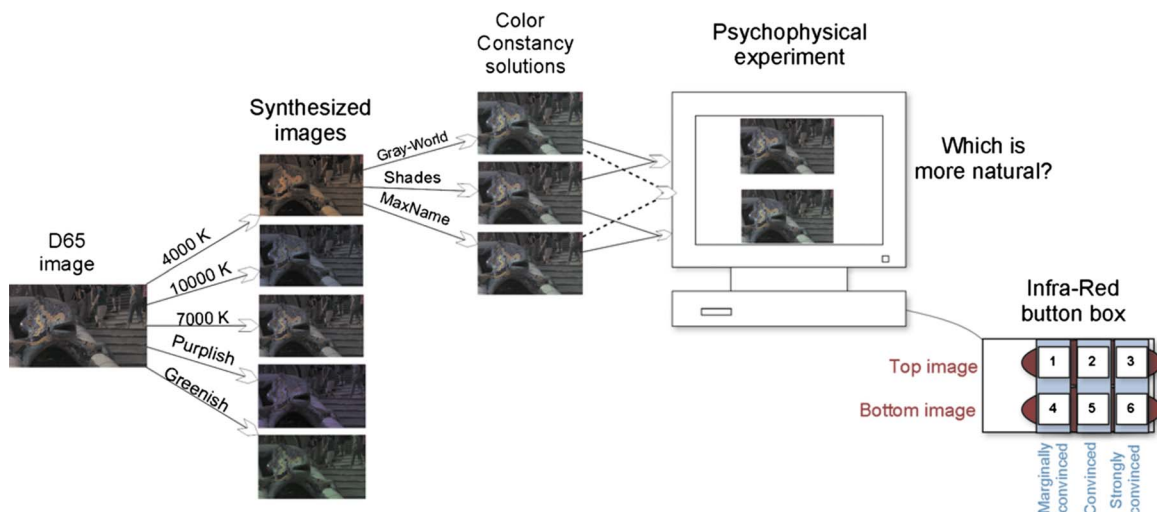 D65
image
4000 K
10000 K
7000 K
Purplish
Greenish
Synthesized
images
Gray-World
Shades
MaxName
Color
Constancy
solutions
Psychophysical
experiment
Which is
more natural?
Infra-Red
button box
Top image
1 2 3
Bottom image
4 5 6
Marginally
convinced
Convinced
Strongly
convinced